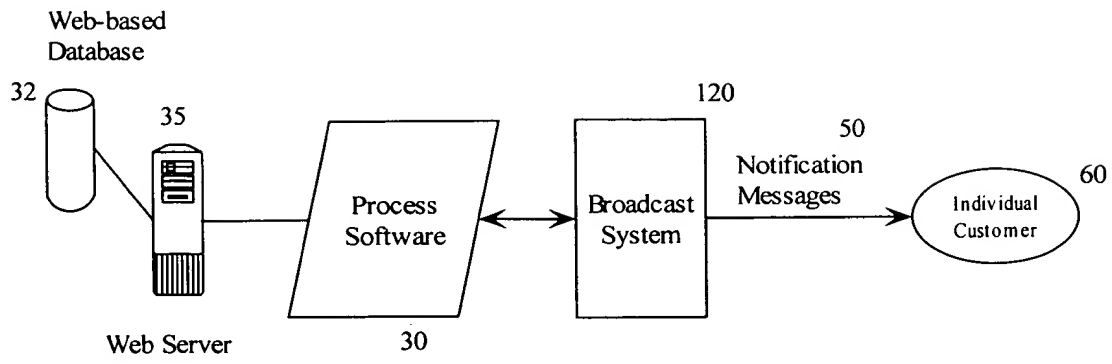 Web-based
Database
32
35
120
50
60
Notification
Messages
Process
Software
Broadcast
System
Individual
Customer
Web Server
30